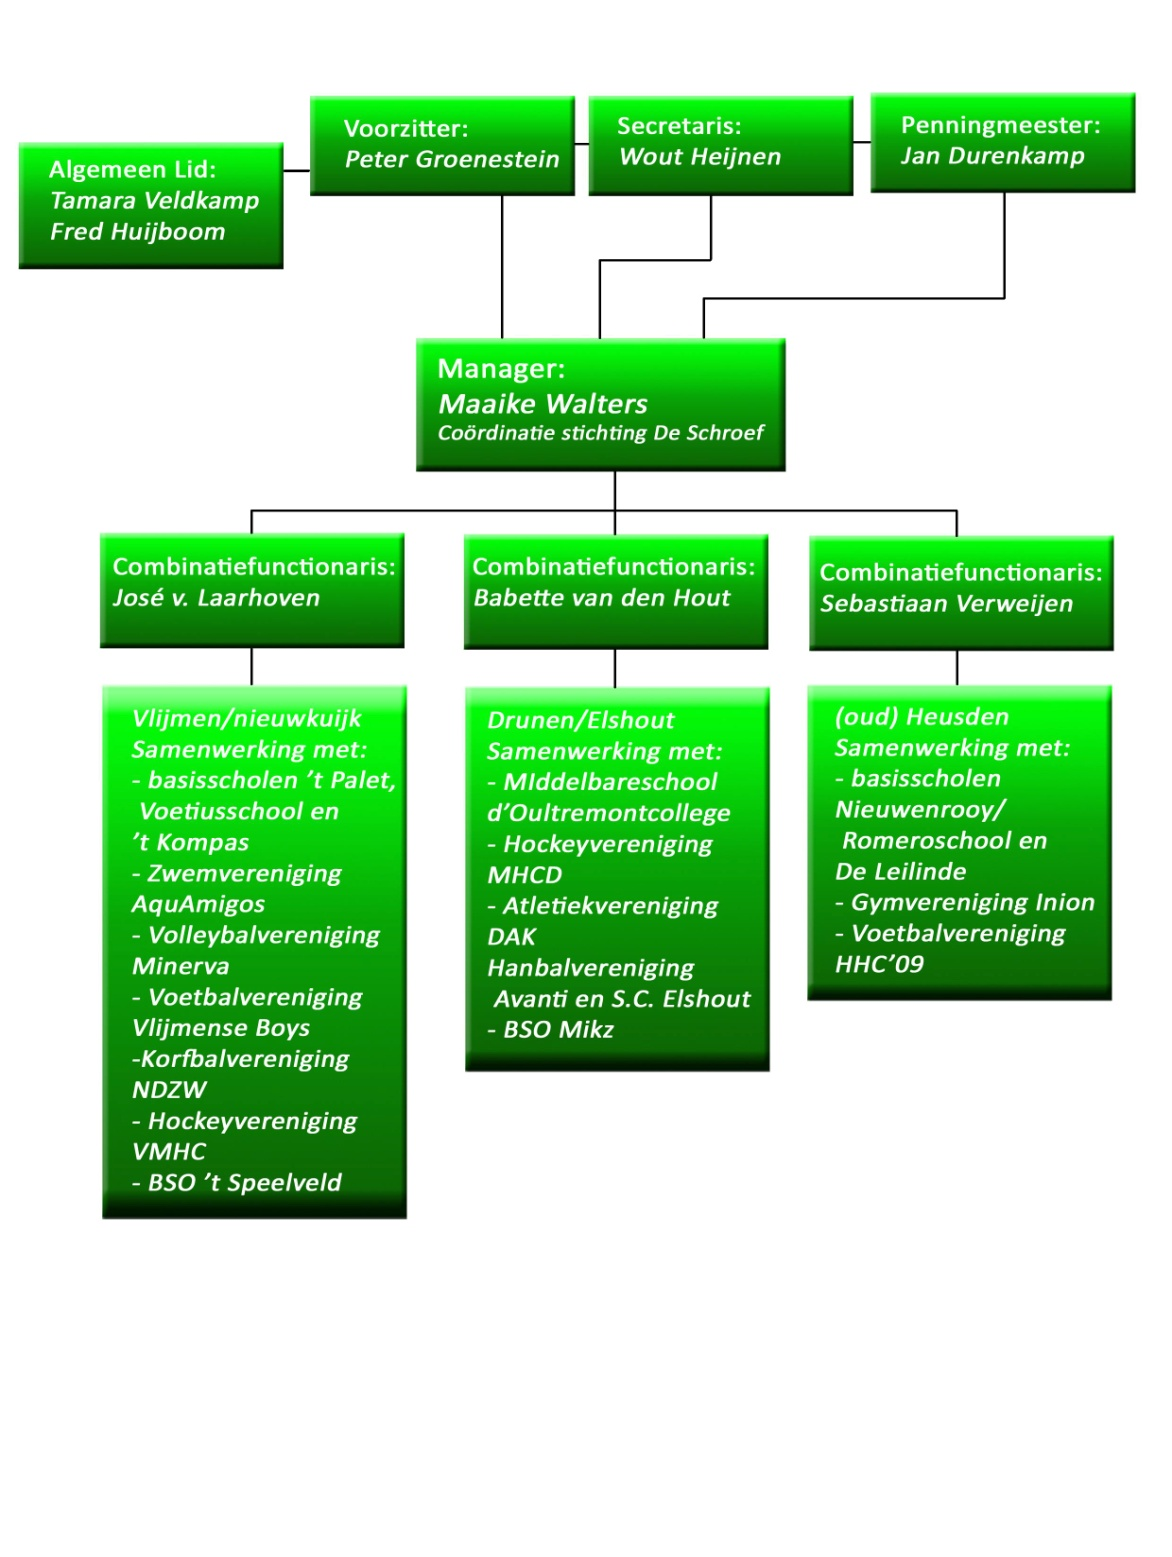 Algemeen Lid:
Tamara Veldkamp
Fred Huijboom
Voorzitter:
Peter Groenestein
Secretaris:
Wout Heijnen
Penningmeester:
Jan Durenkamp
Manager:
Maaike Walters
Coördinatie stichting De Schroef
Combinatiefunctionaris:
José v. Laarhoven
Combinatiefunctionaris:
Babette van den Hout
Combinatiefunctionaris:
Sebastiaan Verweijen
Vlijmen/nieuwkuijk
Samenwerking met:
- basisscholen ’t Palet,
Voetiusschool en
’t Kompas
- Zwemvereniging
AquAmigos
- Volleybalvereniging
Minerva
- Voetbalvereniging
Vlijmense Boys
-Korfbalvereniging
NDZW
- Hockeyvereniging
VMHC
- BSO ’t Speelveld
Drunen/Elshout
Samenwerking met:
- MIddelbareschool
d’Oultremontcollege
- Hockeyvereniging
MHCD
- Atletiekvereniging
DAK
Hanbalvereniging
Avanti en S.C. Elshout
- BSO Mikz
(oud) Heusden
Samenwerking met:
- basisscholen
Nieuwenrooy/
Romeroschool en
De Leilinde
- Gymvereniging Inion
- Voetbalvereniging
HHC’09